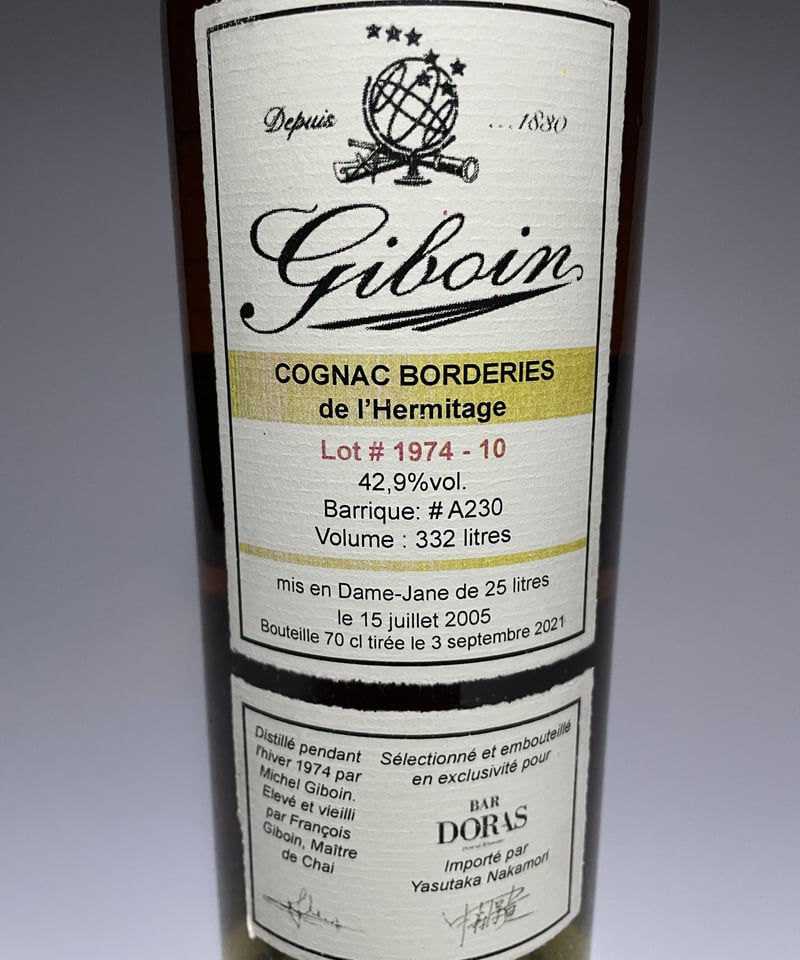 Depuis ...1830
Giboin
COGNAC BORDERIES
de l'Hermitage
Lot # 1974 - 10
42,9%vol.
Barrique: # A230
Volume : 332 litres
mis en Dame-Jane de 25 litres
le 15 juillet 2005
Bouteille 70 cl tirée le 3 septembre 2021
Distillé pendant
l'hiver 1974 par
Michel Giboin.
Elevé et vieilli
par François
Giboin, Maître
de Chai
Sélectionné et embouteillé
en exclusivité pour
BAR
DORAS
Importé par
Yasutaka Nakamori